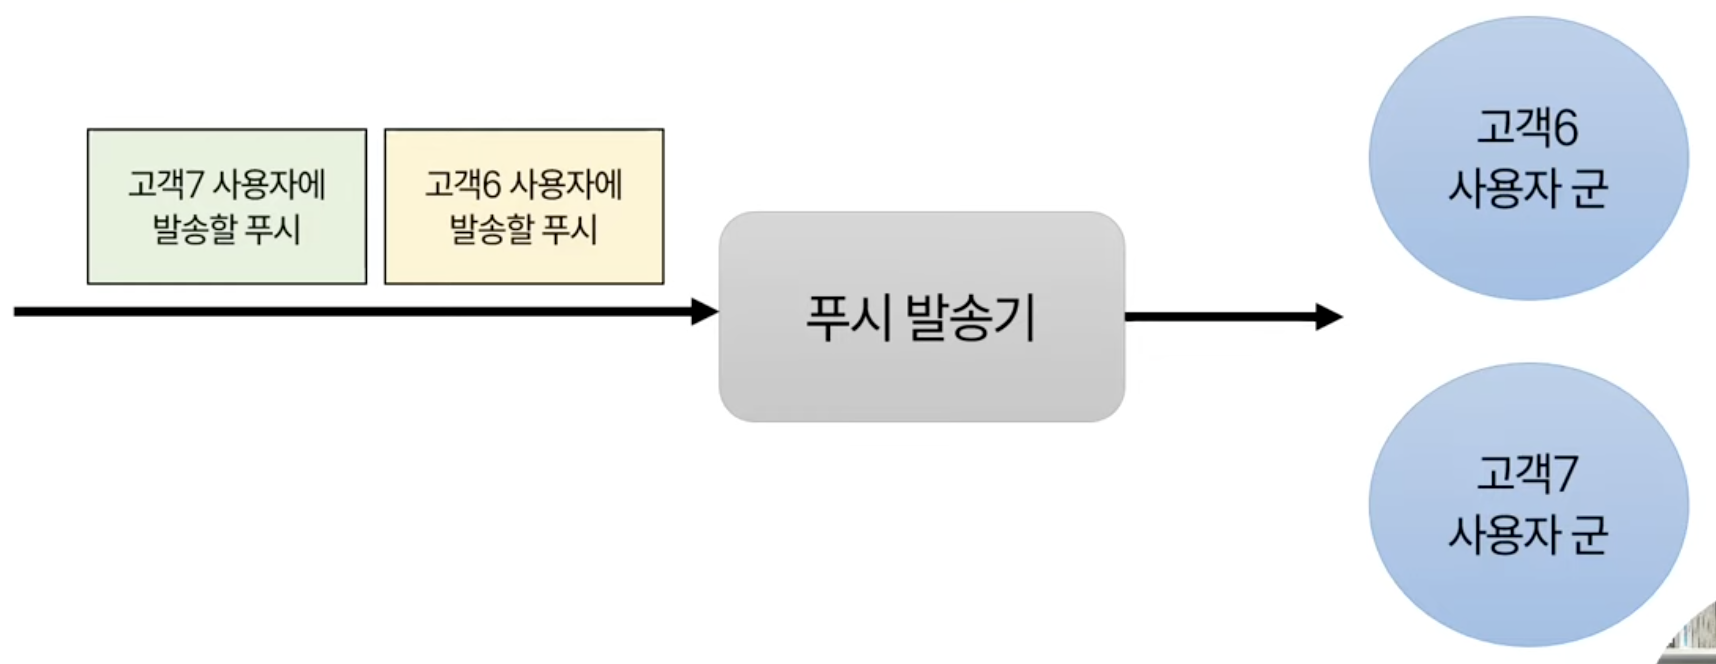 고객7 사용자에
발송할 푸시
고객6 사용자에
발송할 푸시
푸시 발송기
고객6
사용자 군
고객7
사용자 군